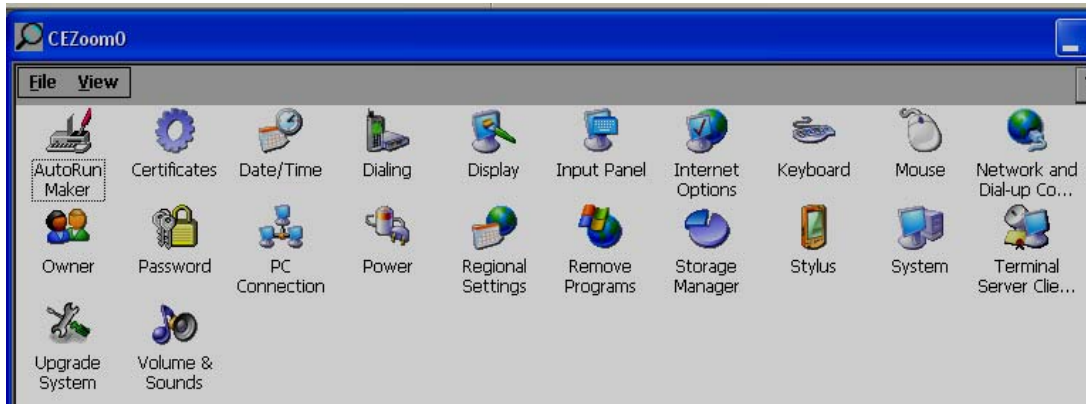 CEZoom0
File View
AutoRun Certificates Date/Time Dialing Display Input Panel Internet Keyboard Mouse Network and
Maker Options Dial-up Co...
Owner Password PC Power Regional Remove Storage Stylus System Terminal
Connection Settings Programs Manager Server Clie...
Upgrade Volume &
System Sounds